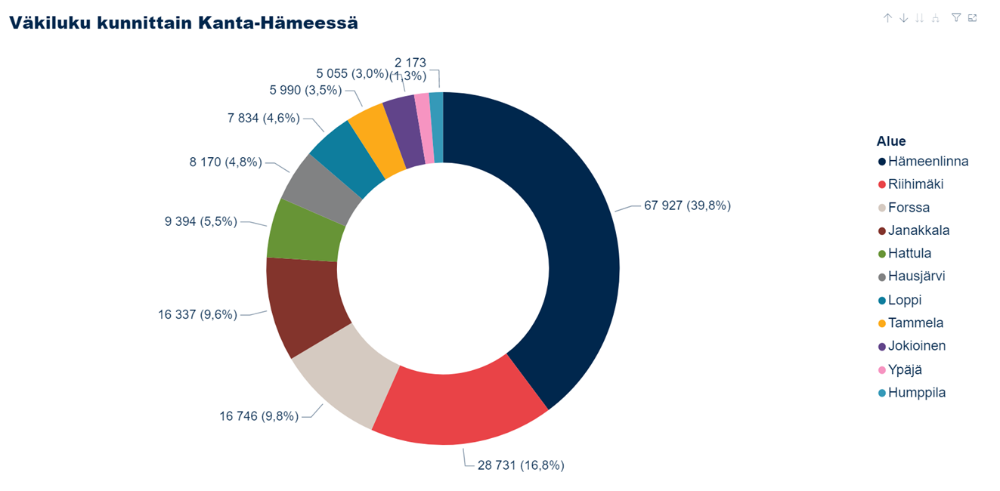 Väkiluku kunnittain Kanta-Hämeessä
2 173
(1,3%)
5 055 (3,0%)
5 990 (3,5%)
7 834 (4,6%)
8 170 (4,8%)
9 394 (5,5%)
16 337 (9,6%)
16 746 (9,8%)
28 731 (16,8%)
67 927 (39,8%)
Alue
Hämeenlinna
Riihimäki
Forssa
Janakkala
Hattula
Hausjärvi
Loppi
Tammela
Jokioinen
Ypäjä
Humppila